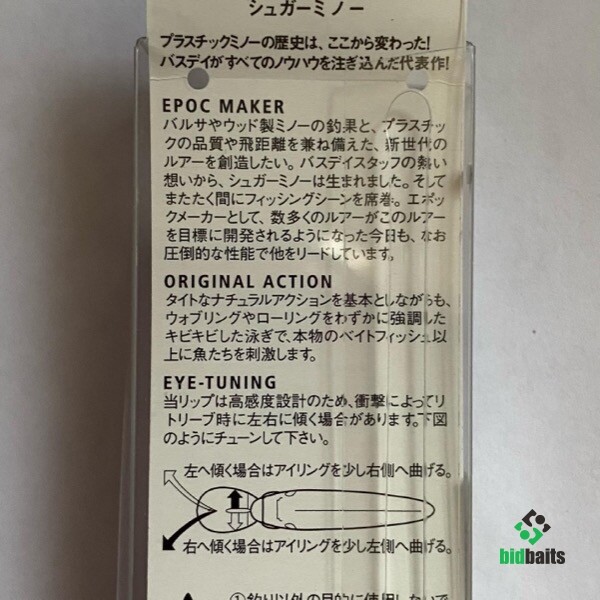 シュガーミノー
プラスチックミノーの歴史は、ここから変わった!
バスデイがすべてのノウハウを注ぎ込んだ代表作!
EPOC MAKER
バルサやウッド製ミノーの釣果と、プラスチッ
クの品質や飛距離を兼ね備えた、新世代の
ルアーを創造したい。バスデイスタッフの熱い
想いから、シュガーミノーは生まれました。そして
またたく間にフィッシングシーンを席巻。エポッ
クメーカーとして、数多くのルアーがこのルアー
を目標に開発されるようになった今日も、なお
圧倒的な性能で他をリードしています。
ORIGINAL ACTION
タイトなナチュラルアクションを基本としながらも、
ウォブリングやローリングをわずかに強調した
キビキビした泳ぎで、本物のベイトフィッシュ以
上に魚たちを刺激します。
EYE-TUNING
当リップは高感度設計のため、衝撃によってリ
トリーブ時に左右に傾く場合があります。下図
のようにチューンして下さい。
左へ傾く場合はアイリングを少し右側へ曲げる。
右へ傾く場合はアイリングを少し左側へ曲げる。
bidbaits
①釣り以外の目的に使用しないで